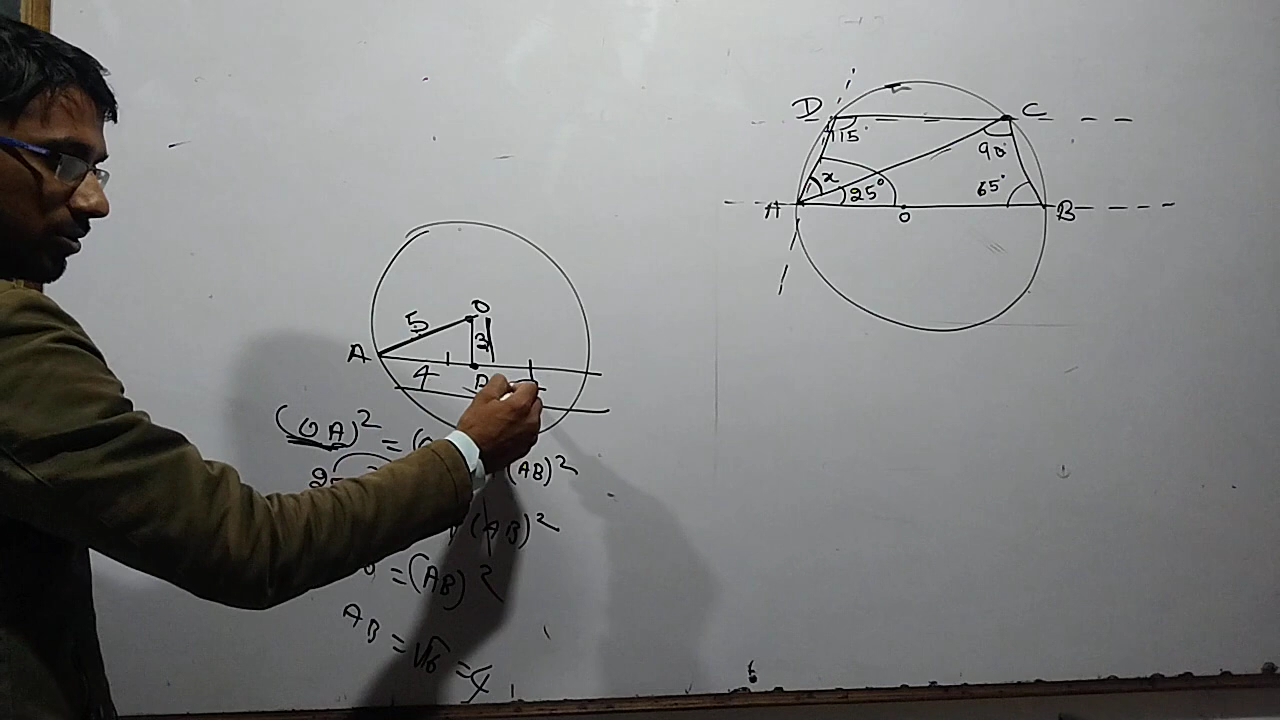 D C
115°
90°
x
25°
65°
A O B
O
5
3
A
4
(OA)² = (
25
(AB)²
(AB)²
= (AB)²
AB = √16 = 4